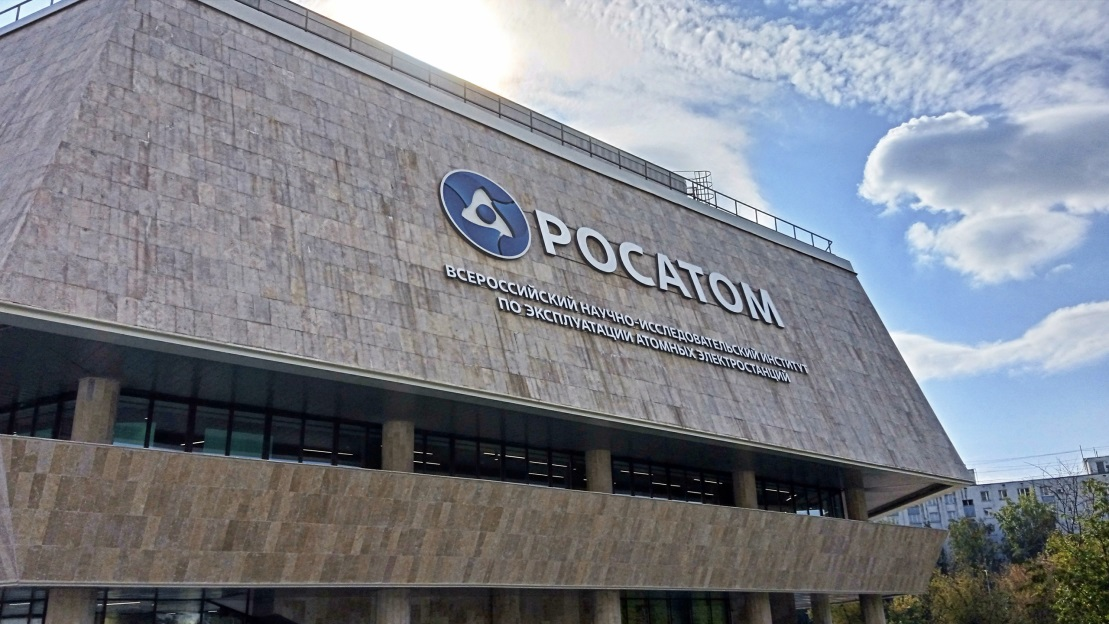 РОСАТОМ
ВСЕРОССИЙСКИЙ НАУЧНО-ИССЛЕДОВАТЕЛЬСКИЙ ИНСТИТУТ
ПО ЭКСПЛУАТАЦИИ АТОМНЫХ ЭЛЕКТРОСТАНЦИЙ